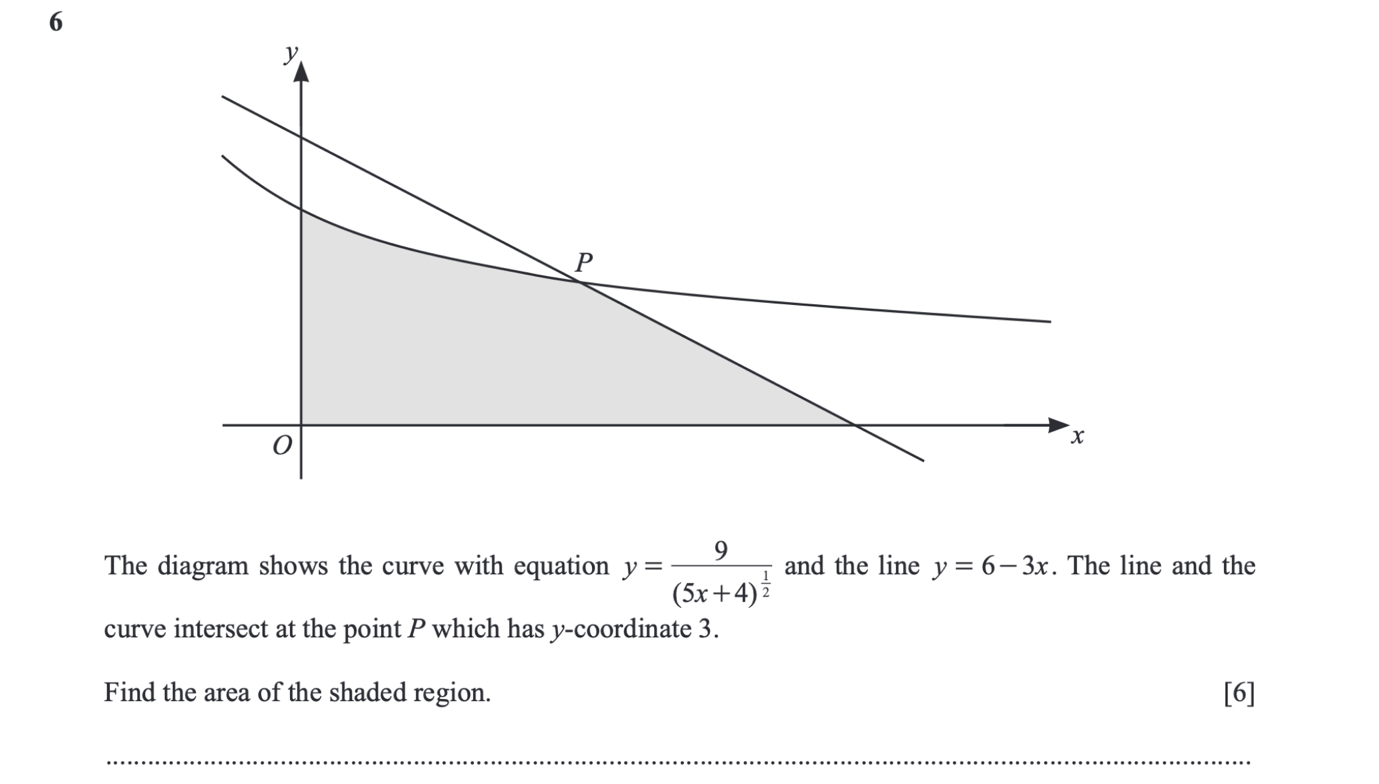 6
y
P
O
x
The diagram shows the curve with equation y = 9/(5x+4)^(1/2) and the line y = 6 − 3x. The line and the
curve intersect at the point P which has y-coordinate 3.
Find the area of the shaded region. [6]